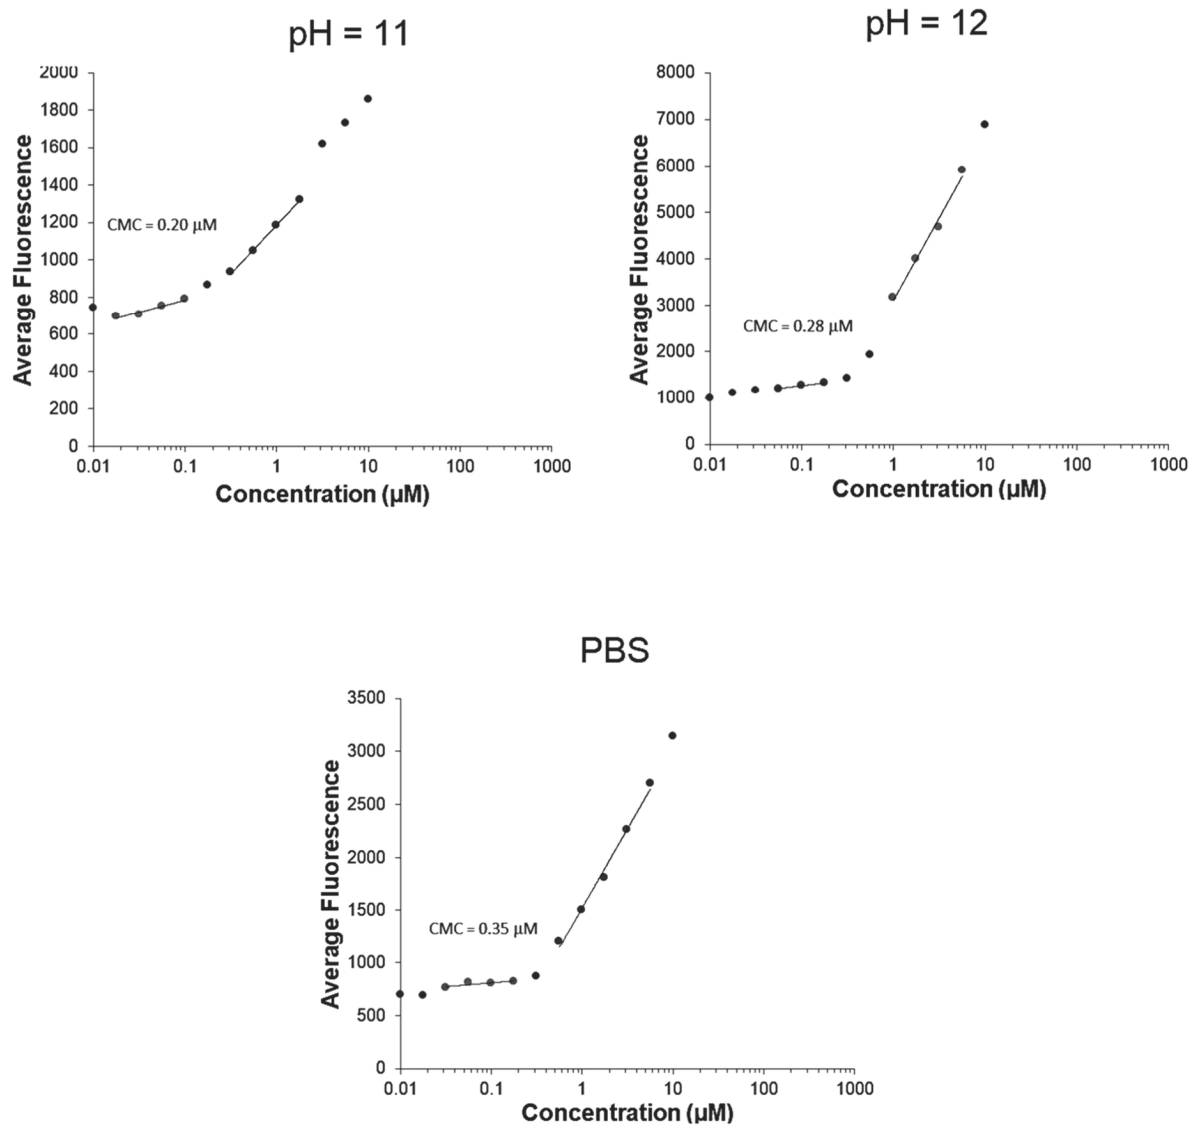 pH = 11
2000
1800
1600
1400
1200
1000
800
600
400
200
0
Average Fluorescence
CMC = 0.20 µM
0.01 0.1 1 10 100 1000
Concentration (µM)
pH = 12
8000
7000
6000
5000
4000
3000
2000
1000
0
Average Fluorescence
CMC = 0.28 µM
0.01 0.1 1 10 100 1000
Concentration (µM)
PBS
3500
3000
2500
2000
1500
1000
500
0
Average Fluorescence
CMC = 0.35 µM
0.01 0.1 1 10 100 1000
Concentration (µM)